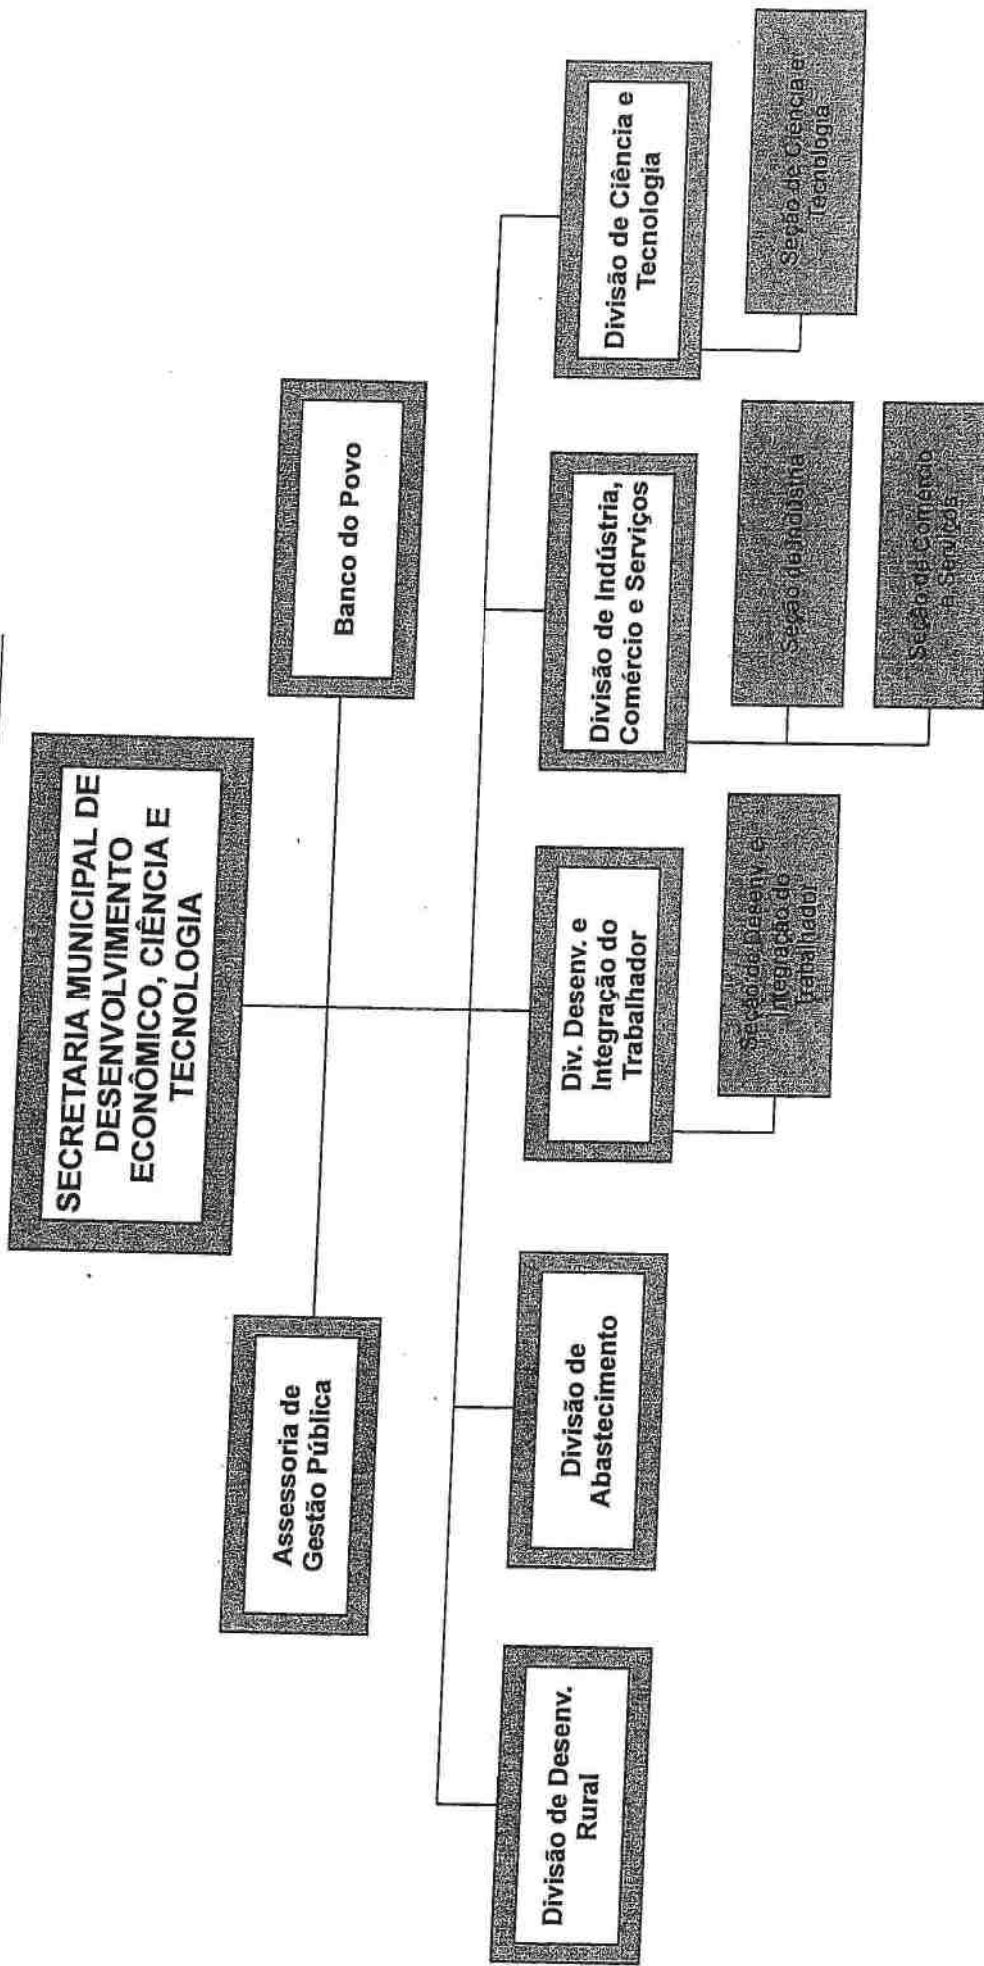 SECRETARIA MUNICIPAL DE
DESENVOLVIMENTO
ECONÔMICO, CIÊNCIA E
TECNOLOGIA
Assessoria de
Gestão Pública
Banco do Povo
Divisão de Desenv.
Rural
Divisão de
Abastecimento
Div. Desenv. e
Integração do
Trabalhador
Seção de Desenv. e
Integração do
Trabalhador
Divisão de Indústria,
Comércio e Serviços
Seção de Indústria
Seção de Comércio
e Serviços
Divisão de Ciência e
Tecnologia
Seção de Ciência e
Tecnologia